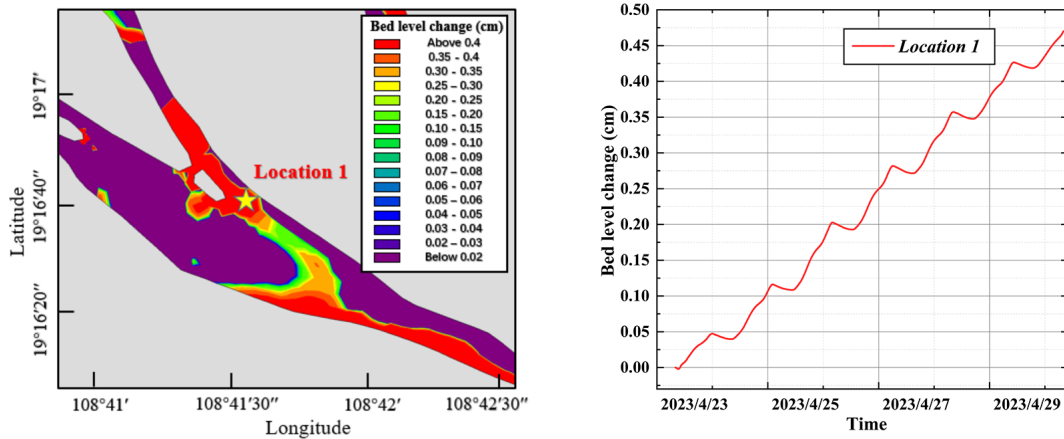 Bed level change (cm)
Above 0.4
0.35 - 0.4
0.30 - 0.35
0.25 – 0.30
0.20 - 0.25
0.15 - 0.20
0.10 - 0.15
0.09 - 0.10
0.08 - 0.09
0.07 - 0.08
0.06 - 0.07
0.05 – 0.06
0.04 - 0.05
0.03 - 0.04
0.02 – 0.03
Below 0.02
Location 1
Latitude
19°17′
19°16′40″
19°16′20″
108°41′
108°41′30″
108°42′
108°42′30″
Longitude
Location 1
Bed level change (cm)
0.50
0.45
0.40
0.35
0.30
0.25
0.20
0.15
0.10
0.05
0.00
2023/4/23
2023/4/25
2023/4/27
2023/4/29
Time